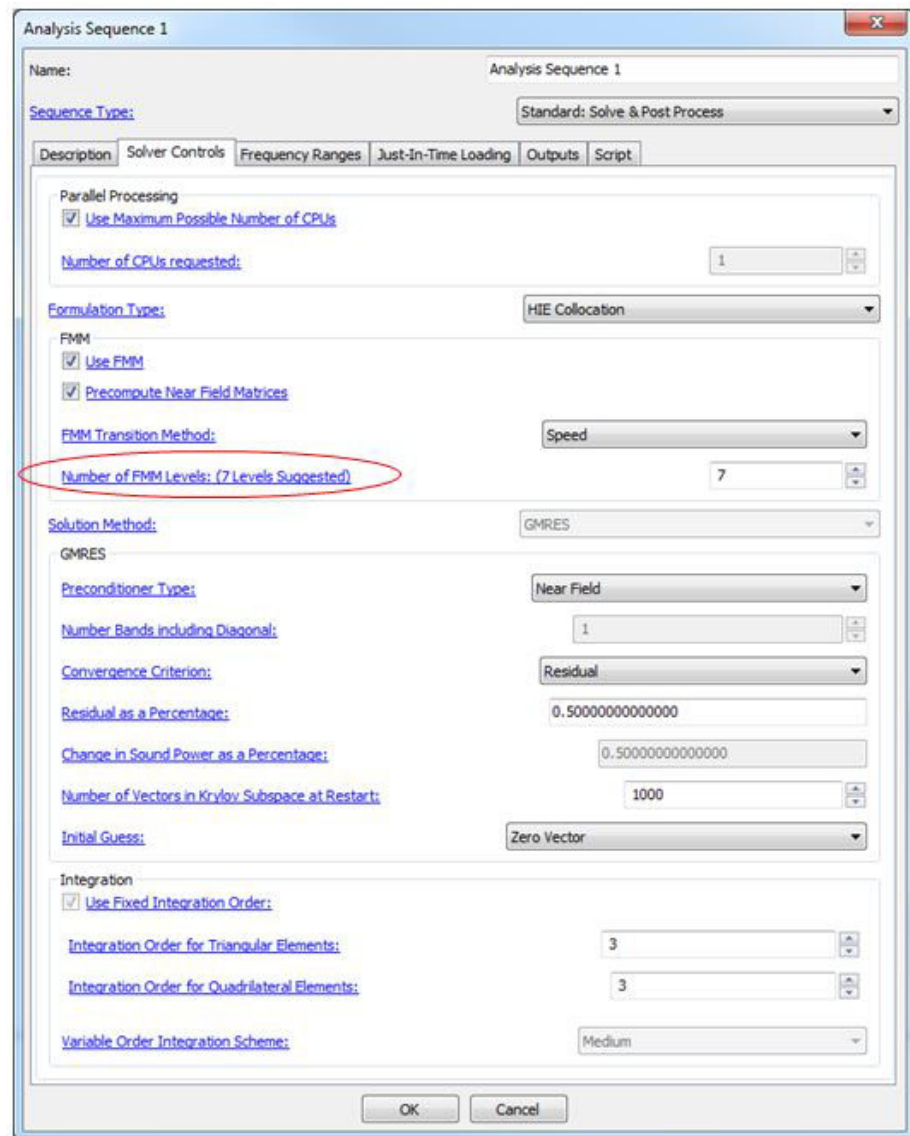 Analysis Sequence 1
Name: Analysis Sequence 1
Sequence Type: Standard: Solve & Post Process
Description Solver Controls Frequency Ranges Just-In-Time Loading Outputs Script
Parallel Processing
Use Maximum Possible Number of CPUs
Number of CPUs requested: 1
Formulation Type: HIE Collocation
FMM
Use FMM
Precompute Near Field Matrices
FMM Transition Method: Speed
Number of FMM Levels: (7 Levels Suggested) 7
Solution Method: GMRES
GMRES
Preconditioner Type: Near Field
Number Bands including Diagonal: 1
Convergence Criterion: Residual
Residual as a Percentage: 0.50000000000000
Change in Sound Power as a Percentage: 0.50000000000000
Number of Vectors in Krylov Subspace at Restart: 1000
Initial Guess: Zero Vector
Integration
Use Fixed Integration Order:
Integration Order for Triangular Elements: 3
Integration Order for Quadrilateral Elements: 3
Variable Order Integration Scheme: Medium
OK Cancel